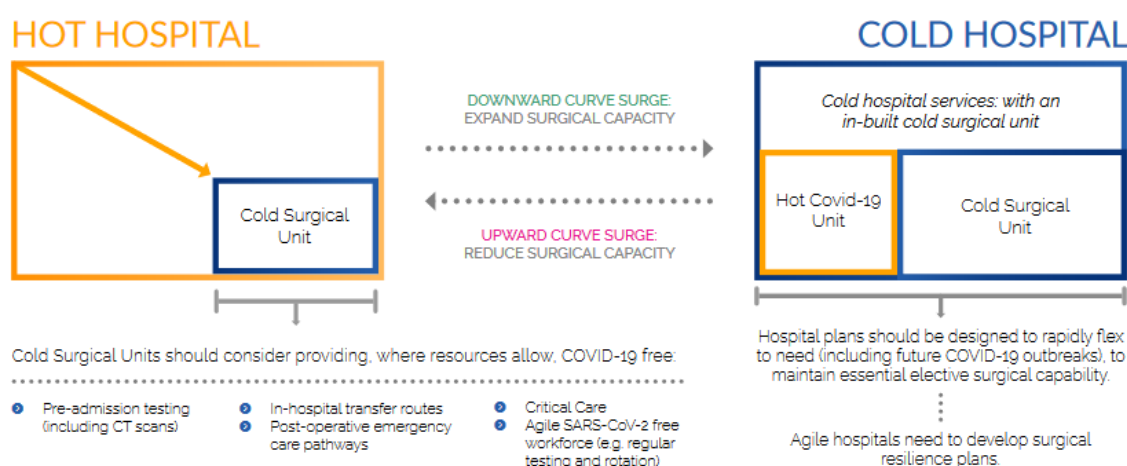 HOT HOSPITAL
COLD HOSPITAL
Cold Surgical
Unit
DOWNWARD CURVE SURGE:
EXPAND SURGICAL CAPACITY
UPWARD CURVE SURGE:
REDUCE SURGICAL CAPACITY
Cold hospital services: with an
in-built cold surgical unit
Hot Covid-19
Unit
Cold Surgical
Unit
Cold Surgical Units should consider providing, where resources allow, COVID-19 free:
Pre-admission testing
(including CT scans)
In-hospital transfer routes
Post-operative emergency
care pathways
Critical Care
Agile SARS-CoV-2 free
workforce (e.g. regular
testing and rotation)
Hospital plans should be designed to rapidly flex
to need (including future COVID-19 outbreaks), to
maintain essential elective surgical capability.
Agile hospitals need to develop surgical
resilience plans.